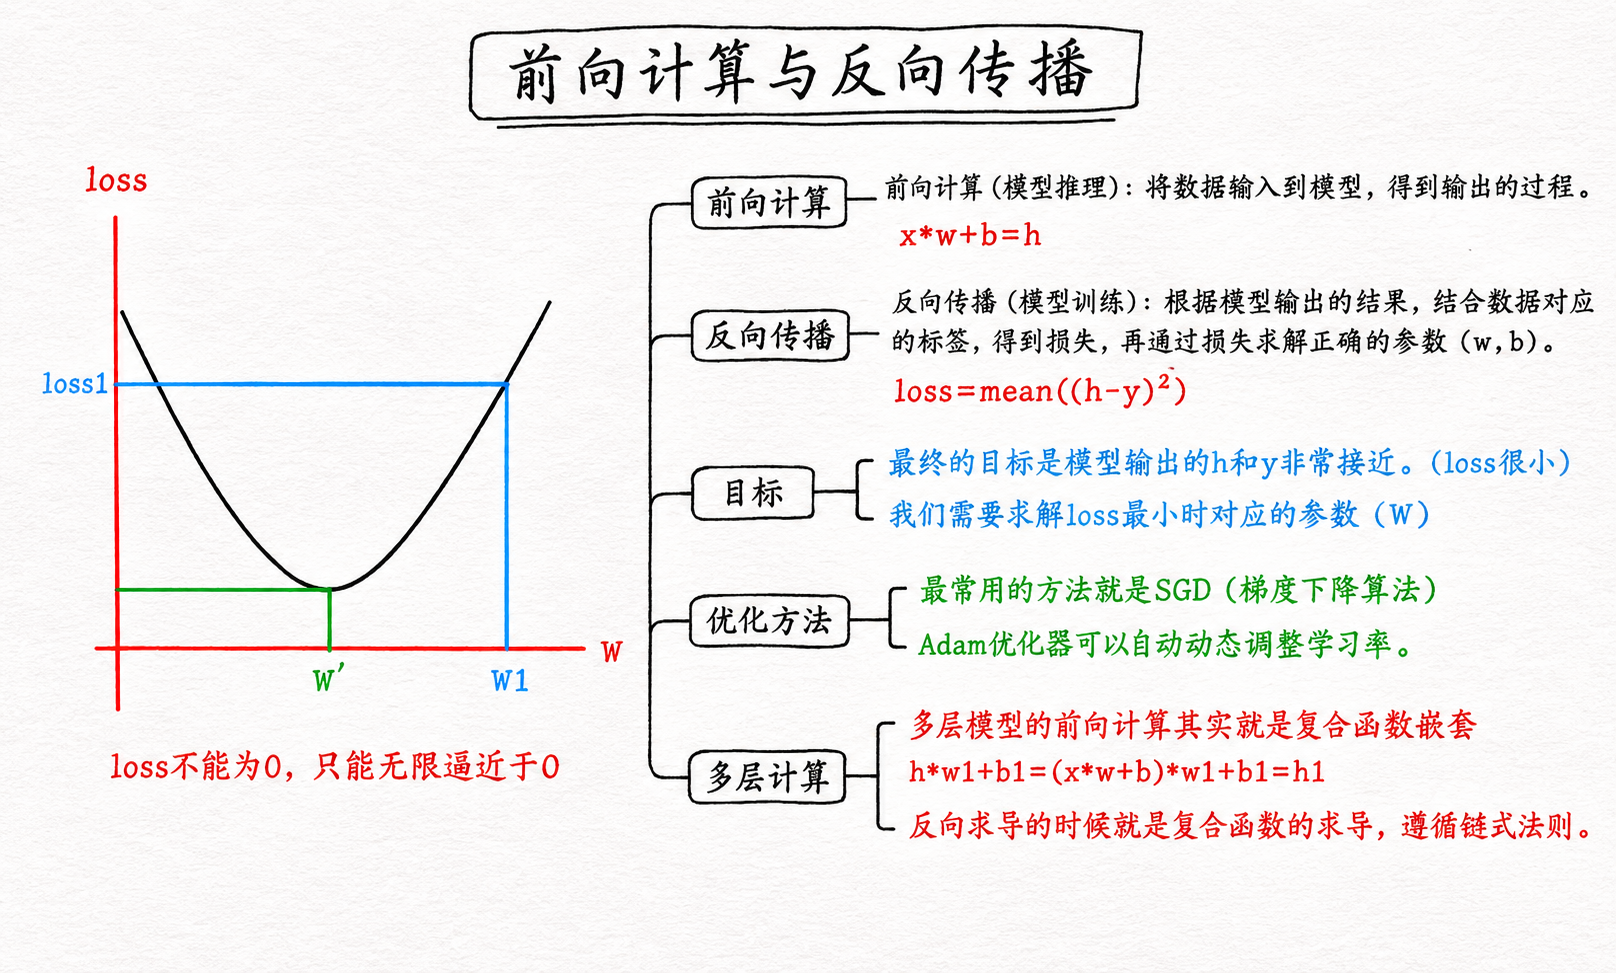 前向计算与反向传播
loss
loss1
W
W'
W1
loss不能为0，只能无限逼近于0
前向计算
前向计算（模型推理）：将数据输入到模型，得到输出的过程。
x*w+b=h
反向传播
反向传播（模型训练）：根据模型输出的结果，结合数据对应
的标签，得到损失，再通过损失求解正确的参数（w,b）。
loss=mean((h-y)²)
目标
最终的目标是模型输出的h和y非常接近。（loss很小）
我们需要求解loss最小时对应的参数（W）
优化方法
最常用的方法就是SGD（梯度下降算法）
Adam优化器可以自动动态调整学习率。
多层计算
多层模型的前向计算其实就是复合函数嵌套
h*w1+b1=(x*w+b)*w1+b1=h1
反向求导的时候就是复合函数的求导，遵循链式法则。